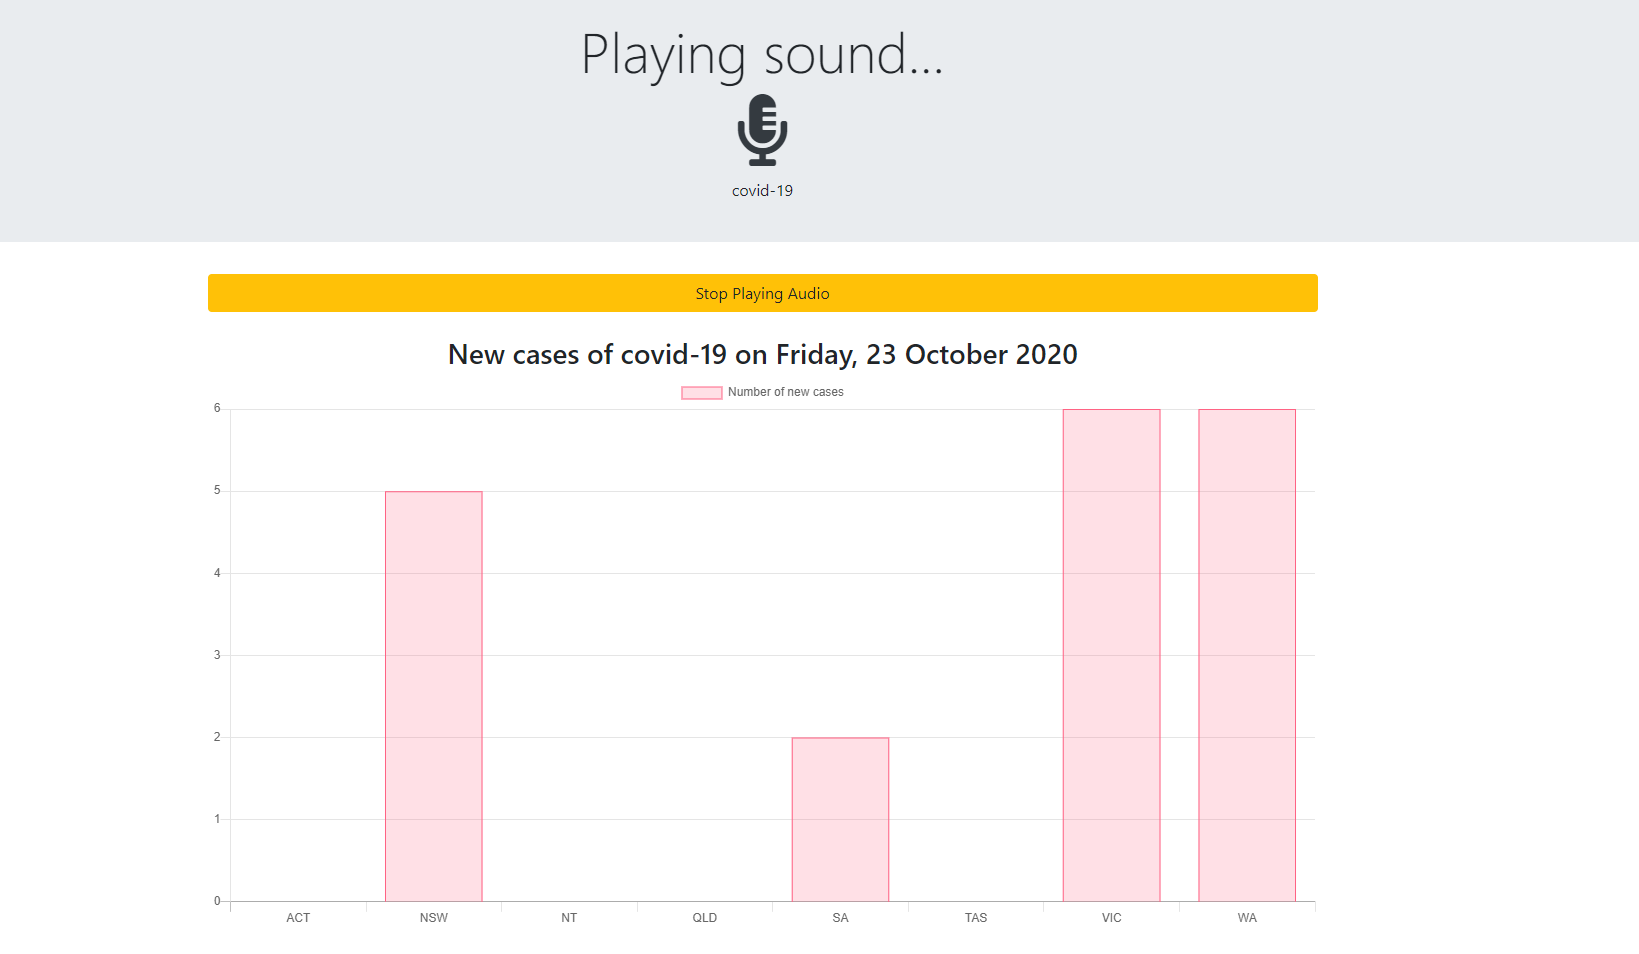 Playing sound...
covid-19
Stop Playing Audio
New cases of covid-19 on Friday, 23 October 2020
Number of new cases
6
5
4
3
2
1
0
ACT NSW NT QLD SA TAS VIC WA